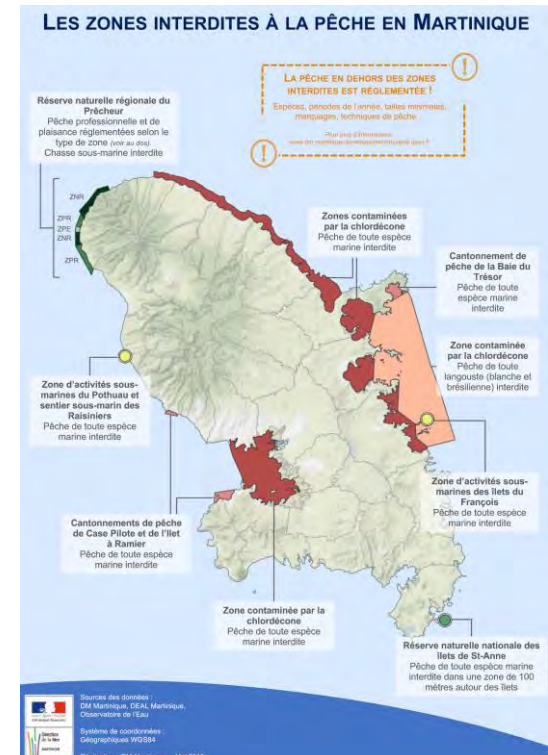 LES ZONES INTERDITES À LA PÊCHE EN MARTINIQUE
LA PÊCHE EN DEHORS DES ZONES
INTERDITES EST RÉGLEMENTÉE !
Espèces, périodes de l'année, tailles minimales,
marquages, techniques de pêche
Pour plus d'informations
Réserve naturelle régionale du
Prêcheur
Pêche professionnelle et de
plaisance réglementées selon le
type de zone (voir au dos).
Chasse sous-marine interdite
ZNR
ZPR
ZPE
ZNR
ZPR
Zones contaminées
par la chlordécone
Pêche de toute espèce
marine interdite
Cantonnement de
pêche de la Baie du
Trésor
Pêche de toute
espèce marine
interdite
Zone contaminée
par la chlordécone
Pêche de toute
langouste (blanche et
brésilienne) interdite
Zone d'activités sous-
marines du Pothuau et
sentier sous-marin des
Raisiniers
Pêche de toute espèce
marine interdite
Zone d'activités sous-
marines des îlets du
François
Pêche de toute espèce
marine interdite
Cantonnements de pêche
de Case Pilote et de l'îlet
à Ramier
Pêche de toute espèce
marine interdite
Zone contaminée par la
chlordécone
Pêche de toute espèce
marine interdite
Réserve naturelle nationale des
îlets de St-Anne
Pêche de toute espèce marine
interdite dans une zone de 100
mètres autour des îlets
Sources des données :
DM Martinique, DEAL Martinique,
Observatoire de l'Eau
Système de coordonnées :
Géographiques WGS84
Direction
de la Mer